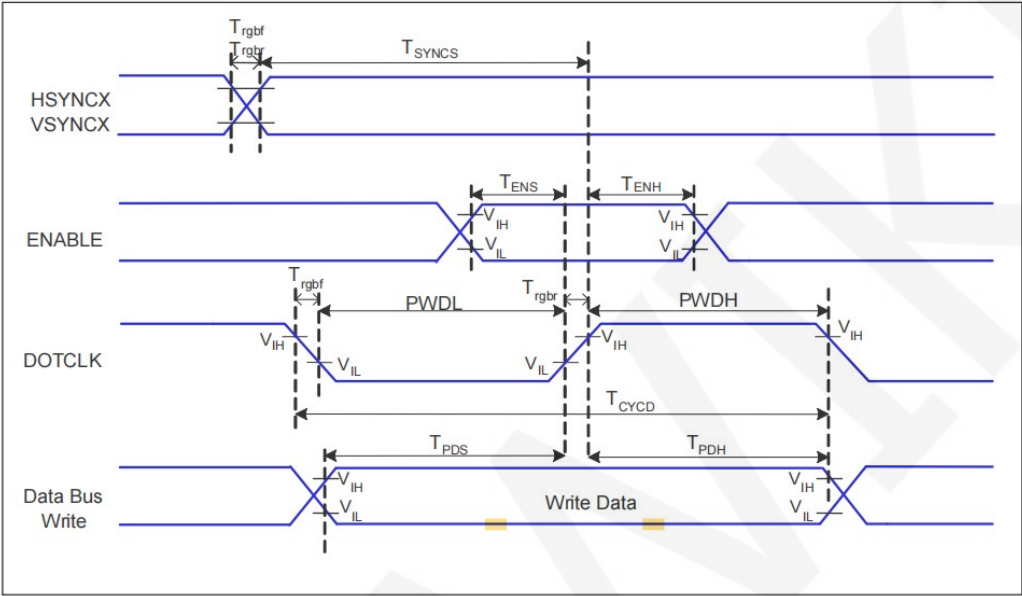 Trgbf
Trgbr
TSYNCS
HSYNCX
VSYNCX
TENS
TENH
VIH
VIH
VIL
VIL
ENABLE
Trgbf
Trgbr
PWDL
PWDH
VIH
VIH
VIH
DOTCLK
VIL
VIL
TCYCD
TPDS
TPDH
VIH
VIH
Data Bus
Write
Write Data
VIL
VIL